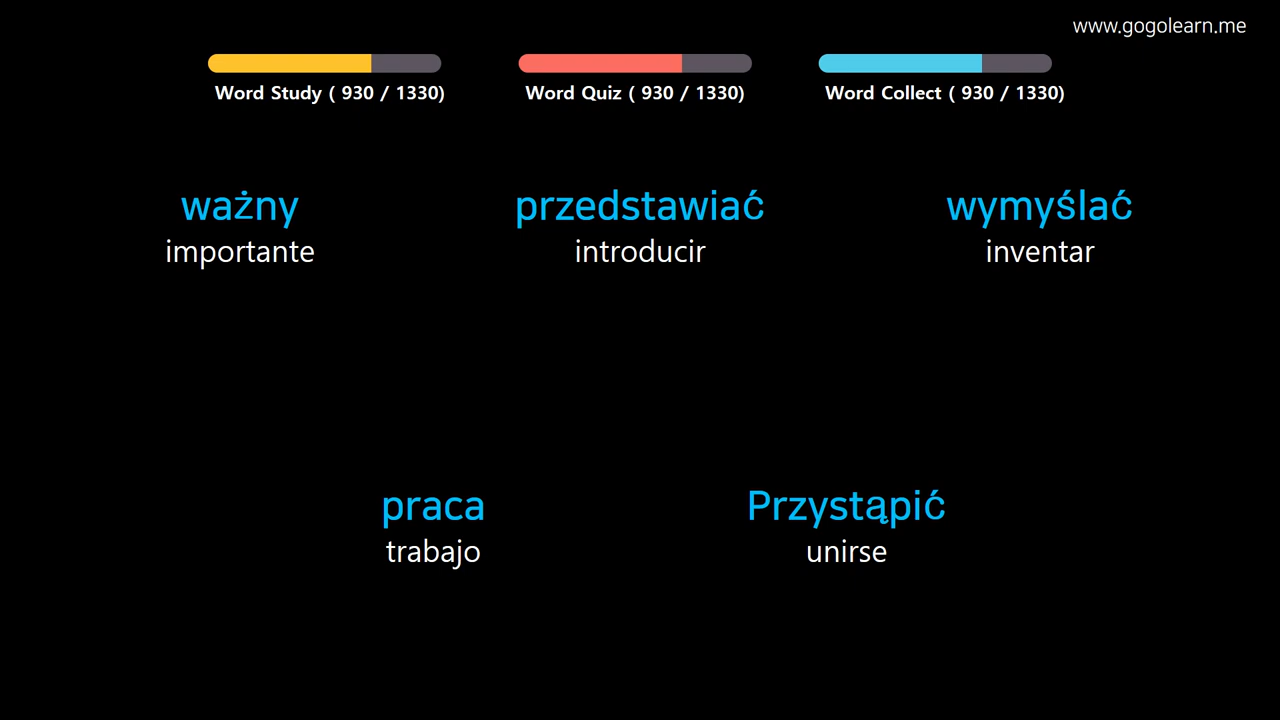 www.gogolearn.me
Word Study ( 930 / 1330)
Word Quiz ( 930 / 1330)
Word Collect ( 930 / 1330)
ważny
importante
przedstawiać
introducir
wymyślać
inventar
praca
trabajo
Przystąpić
unirse